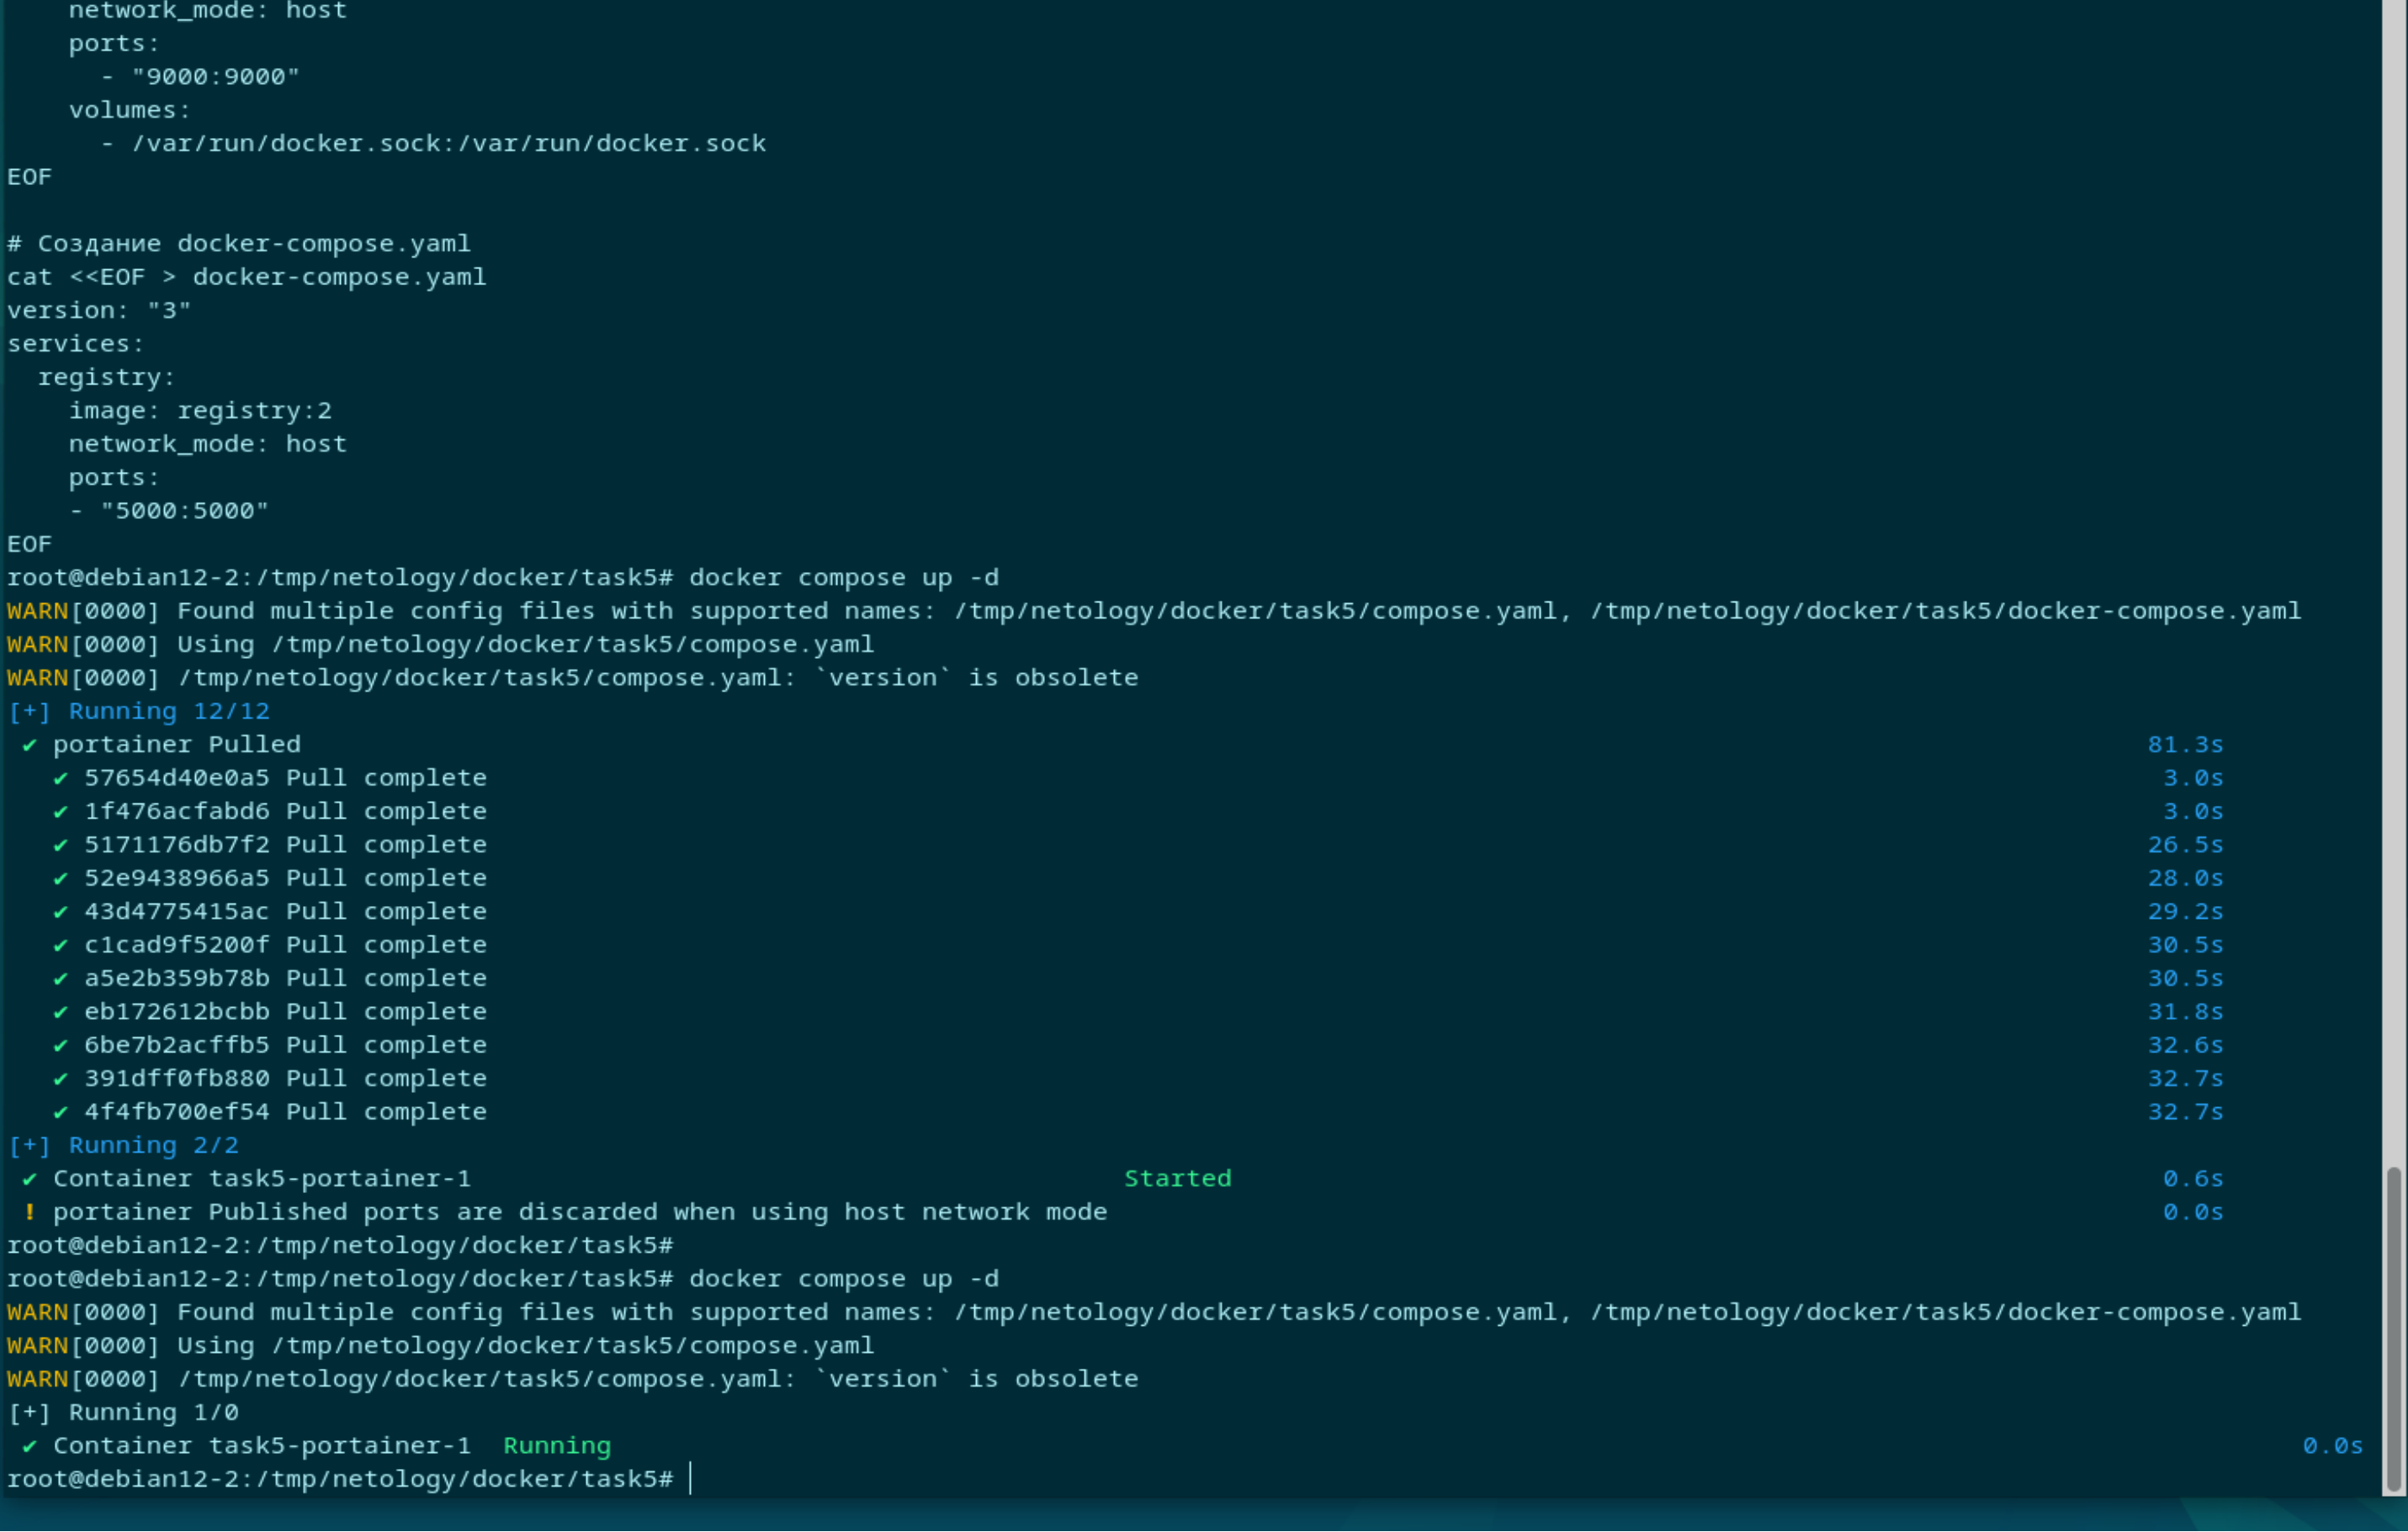 network_mode: host
    ports:
      - "9000:9000"
    volumes:
      - /var/run/docker.sock:/var/run/docker.sock
EOF

# Создание docker-compose.yaml
cat <<EOF > docker-compose.yaml
version: "3"
services:
  registry:
    image: registry:2
    network_mode: host
    ports:
    - "5000:5000"
EOF
root@debian12-2:/tmp/netology/docker/task5# docker compose up -d
WARN[0000] Found multiple config files with supported names: /tmp/netology/docker/task5/compose.yaml, /tmp/netology/docker/task5/docker-compose.yaml
WARN[0000] Using /tmp/netology/docker/task5/compose.yaml
WARN[0000] /tmp/netology/docker/task5/compose.yaml: `version` is obsolete
[+] Running 12/12
 ✔ portainer Pulled 81.3s
   ✔ 57654d40e0a5 Pull complete 3.0s
   ✔ 1f476acfabd6 Pull complete 3.0s
   ✔ 5171176db7f2 Pull complete 26.5s
   ✔ 52e9438966a5 Pull complete 28.0s
   ✔ 43d4775415ac Pull complete 29.2s
   ✔ c1cad9f5200f Pull complete 30.5s
   ✔ a5e2b359b78b Pull complete 30.5s
   ✔ eb172612bcbb Pull complete 31.8s
   ✔ 6be7b2acffb5 Pull complete 32.6s
   ✔ 391dff0fb880 Pull complete 32.7s
   ✔ 4f4fb700ef54 Pull complete 32.7s
[+] Running 2/2
 ✔ Container task5-portainer-1 Started 0.6s
 ! portainer Published ports are discarded when using host network mode 0.0s
root@debian12-2:/tmp/netology/docker/task5#
root@debian12-2:/tmp/netology/docker/task5# docker compose up -d
WARN[0000] Found multiple config files with supported names: /tmp/netology/docker/task5/compose.yaml, /tmp/netology/docker/task5/docker-compose.yaml
WARN[0000] Using /tmp/netology/docker/task5/compose.yaml
WARN[0000] /tmp/netology/docker/task5/compose.yaml: `version` is obsolete
[+] Running 1/0
 ✔ Container task5-portainer-1  Running 0.0s
root@debian12-2:/tmp/netology/docker/task5#